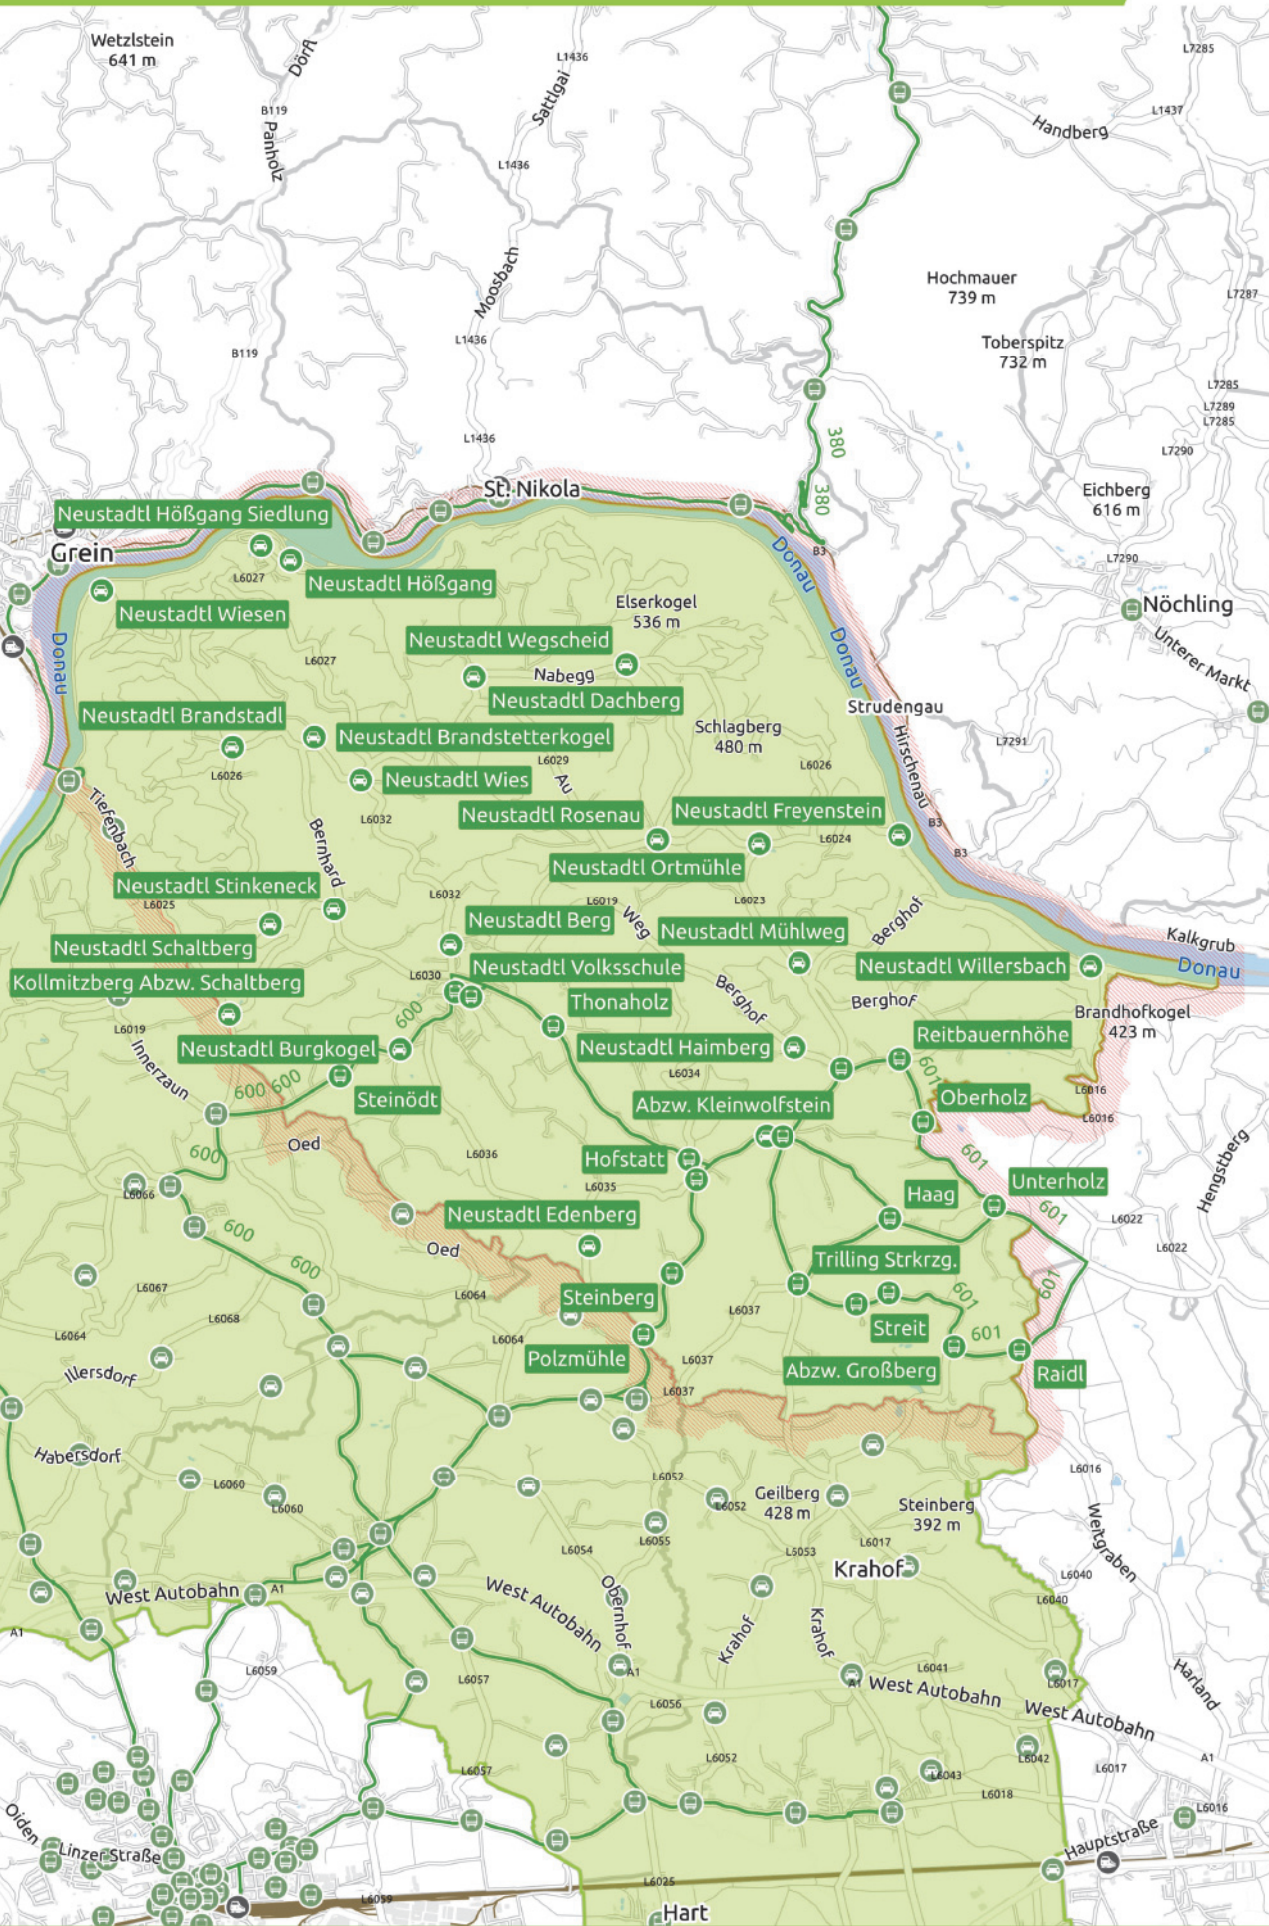 Wetzlstein
641 m
Dörfl
L1436
L7285
B119
Panholz
Sattlgai
Handberg
L1437
L1436
Moosbach
Hochmauer
739 m
L7287
L1436
B119
Toberspitz
732 m
L7285
L7289
L7285
L1436
380
L7290
380
St. Nikola
Eichberg
616 m
Neustadtl Hößgang Siedlung
Grein
B3
Donau
L7290
L6027
Neustadtl Hößgang
Neustadtl Wiesen
Elserkogel
536 m
Nöchling
Unterer Markt
Donau
Donau
Neustadtl Wegscheid
L6027
Nabegg
Neustadtl Dachberg
Strudengau
Neustadtl Brandstadl
Neustadtl Brandstetterkogel
Schlagberg
480 m
Hirschenau
L7291
L6029
L6026
L6026
Neustadtl Wies
Au
Tiefenbach
Neustadtl Rosenau
Neustadtl Freyenstein
L6032
B3
L6024
B3
Bernhard
Neustadtl Ortmühle
Neustadtl Stinkeneck
L6025
L6032
L6019
L6023
Weg
Neustadtl Berg
Neustadtl Mühlweg
Berghof
Neustadtl Schaltberg
Kalkgrub
Donau
Neustadtl Volksschule
Neustadtl Willersbach
L6030
Kollmitzberg Abzw. Schaltberg
Thonaholz
Berghof
Berghof
Brandhofkogel
423 m
600
L6019
Innerzaun
Neustadtl Burgkogel
Neustadtl Haimberg
Reitbauernhöhe
600
600
L6034
601
Steinödt
Abzw. Kleinwolfstein
Oberholz
L6016
L6016
Oed
600
L6036
Hofstatt
601
Hengstberg
Unterholz
L6066
L6035
Haag
601
Neustadtl Edenberg
L6022
600
Oed
L6022
Trilling Strkrzg.
600
L6067
L6064
Steinberg
601
601
L6068
L6037
Streit
L6064
L6064
601
Polzmühle
L6037
Abzw. Großberg
Raidl
Illersdorf
L6037
Habersdorf
L6052
L6016
L6060
L6060
L6052
Geilberg
428 m
Steinberg
392 m
Weitgraben
L6055
L6017
L6054
L6053
Krahof
L6040
L6040
West Autobahn
A1
West Autobahn
Obernhof
Krahof
Krahof
A1
L6059
L6057
A1
L6041
A1
West Autobahn
L6017
Harland
L6056
West Autobahn
L6052
L6042
A1
L6057
L6043
L6017
L6018
L6016
Oiden
Linzer Straße
Hauptstraße
L6025
L6059
Hart